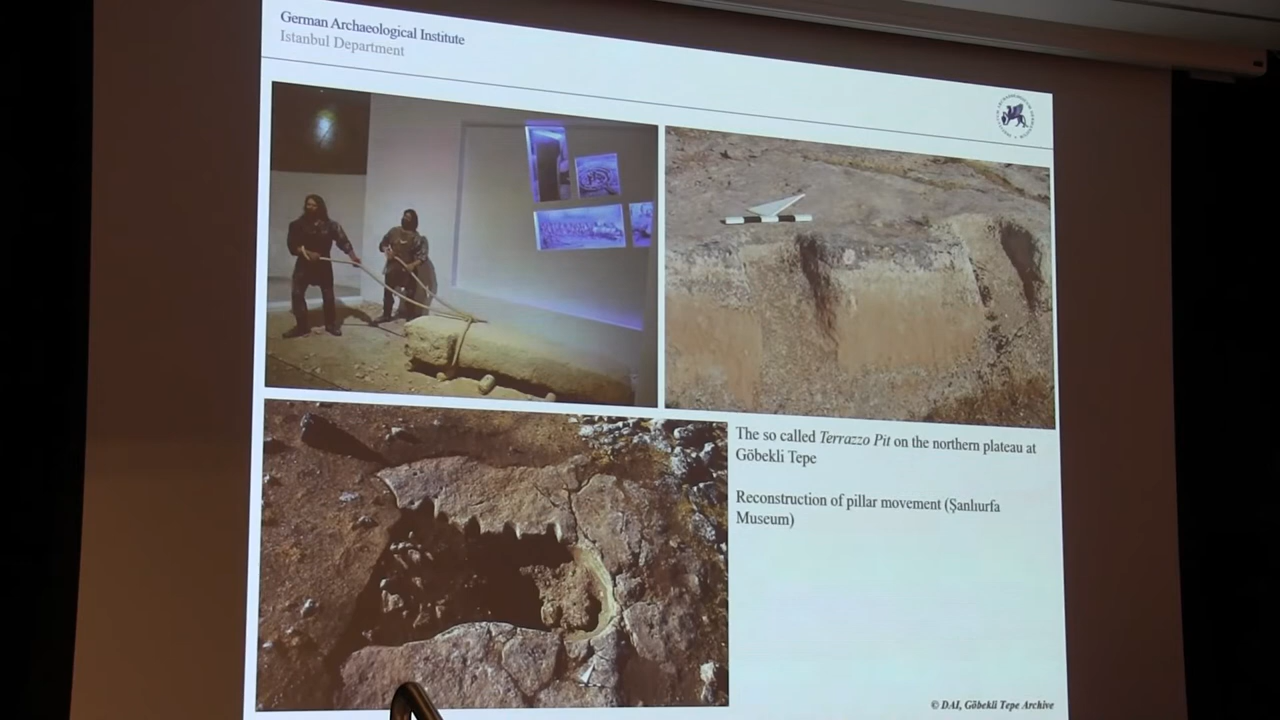 German Archaeological Institute
Istanbul Department
The so called Terrazzo Pit on the northern plateau at
Göbekli Tepe
Reconstruction of pillar movement (Şanlıurfa
Museum)
© DAI, Göbekli Tepe Archive